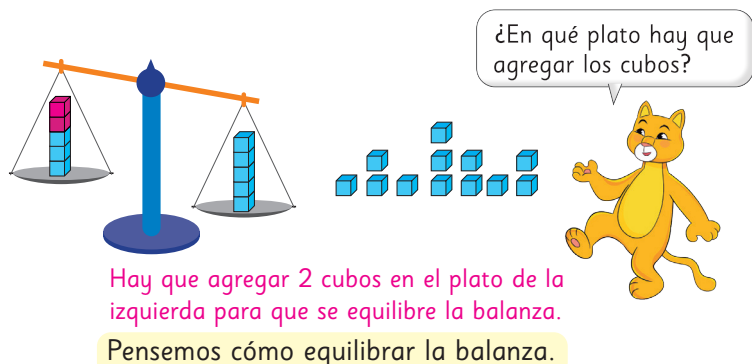 ¿En qué plato hay que
agregar los cubos?
Hay que agregar 2 cubos en el plato de la
izquierda para que se equilibre la balanza.
Pensemos cómo equilibrar la balanza.